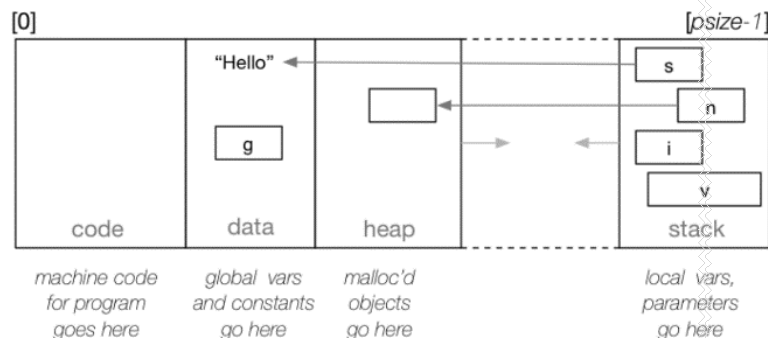 [0] [psize-1]
“Hello” s
n
g i
v
code data heap stack
machine code global vars malloc'd local vars,
for program and constants objects parameters
goes here go here go here go here